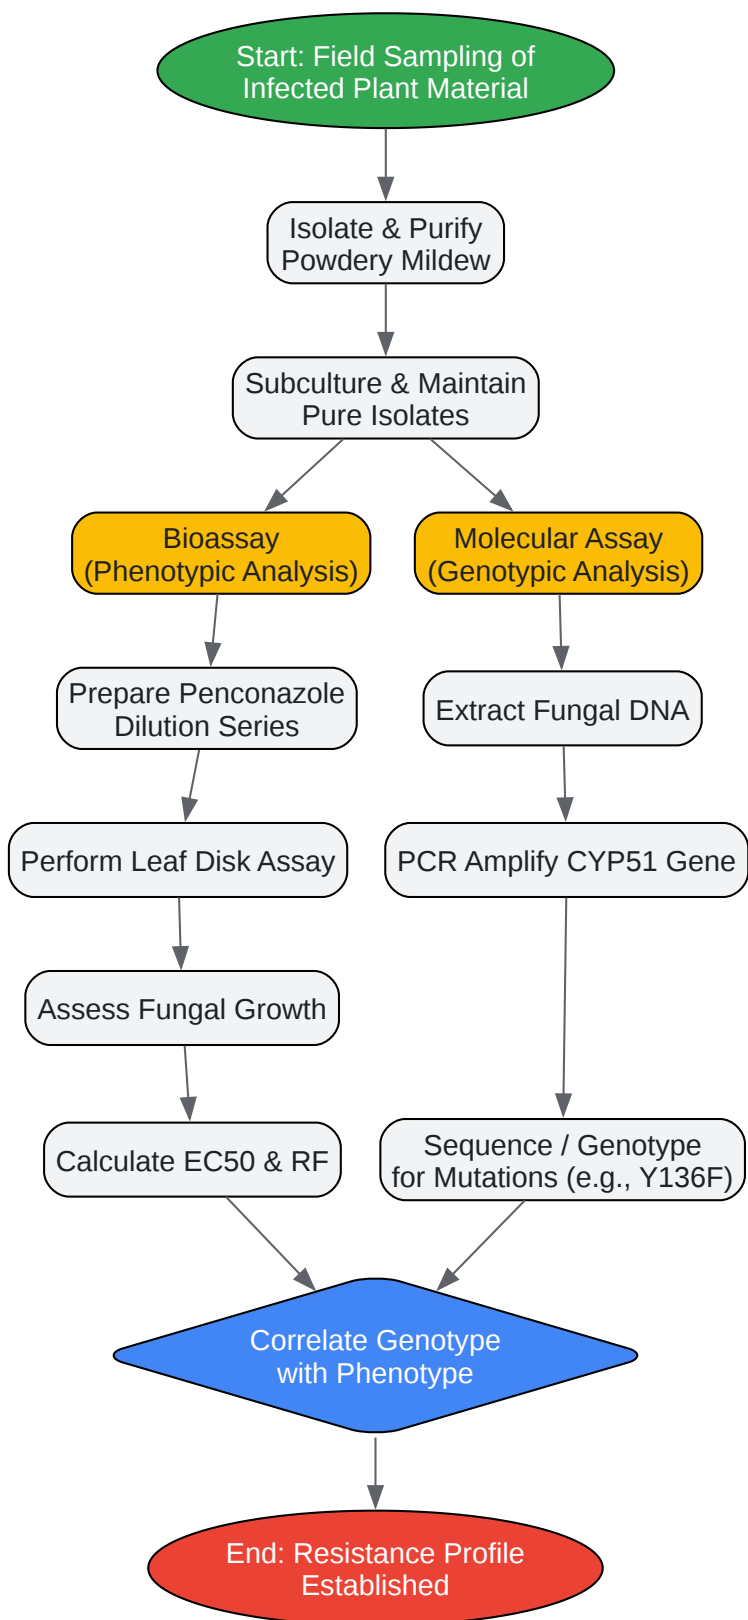 Start: Field Sampling of
Infected Plant Material
Isolate & Purify
Powdery Mildew
Subculture & Maintain
Pure Isolates
Bioassay
(Phenotypic Analysis)
Molecular Assay
(Genotypic Analysis)
Prepare Penconazole
Dilution Series
Extract Fungal DNA
Perform Leaf Disk Assay
PCR Amplify CYP51 Gene
Assess Fungal Growth
Calculate EC50 & RF
Sequence / Genotype
for Mutations (e.g., Y136F)
Correlate Genotype
with Phenotype
End: Resistance Profile
Established